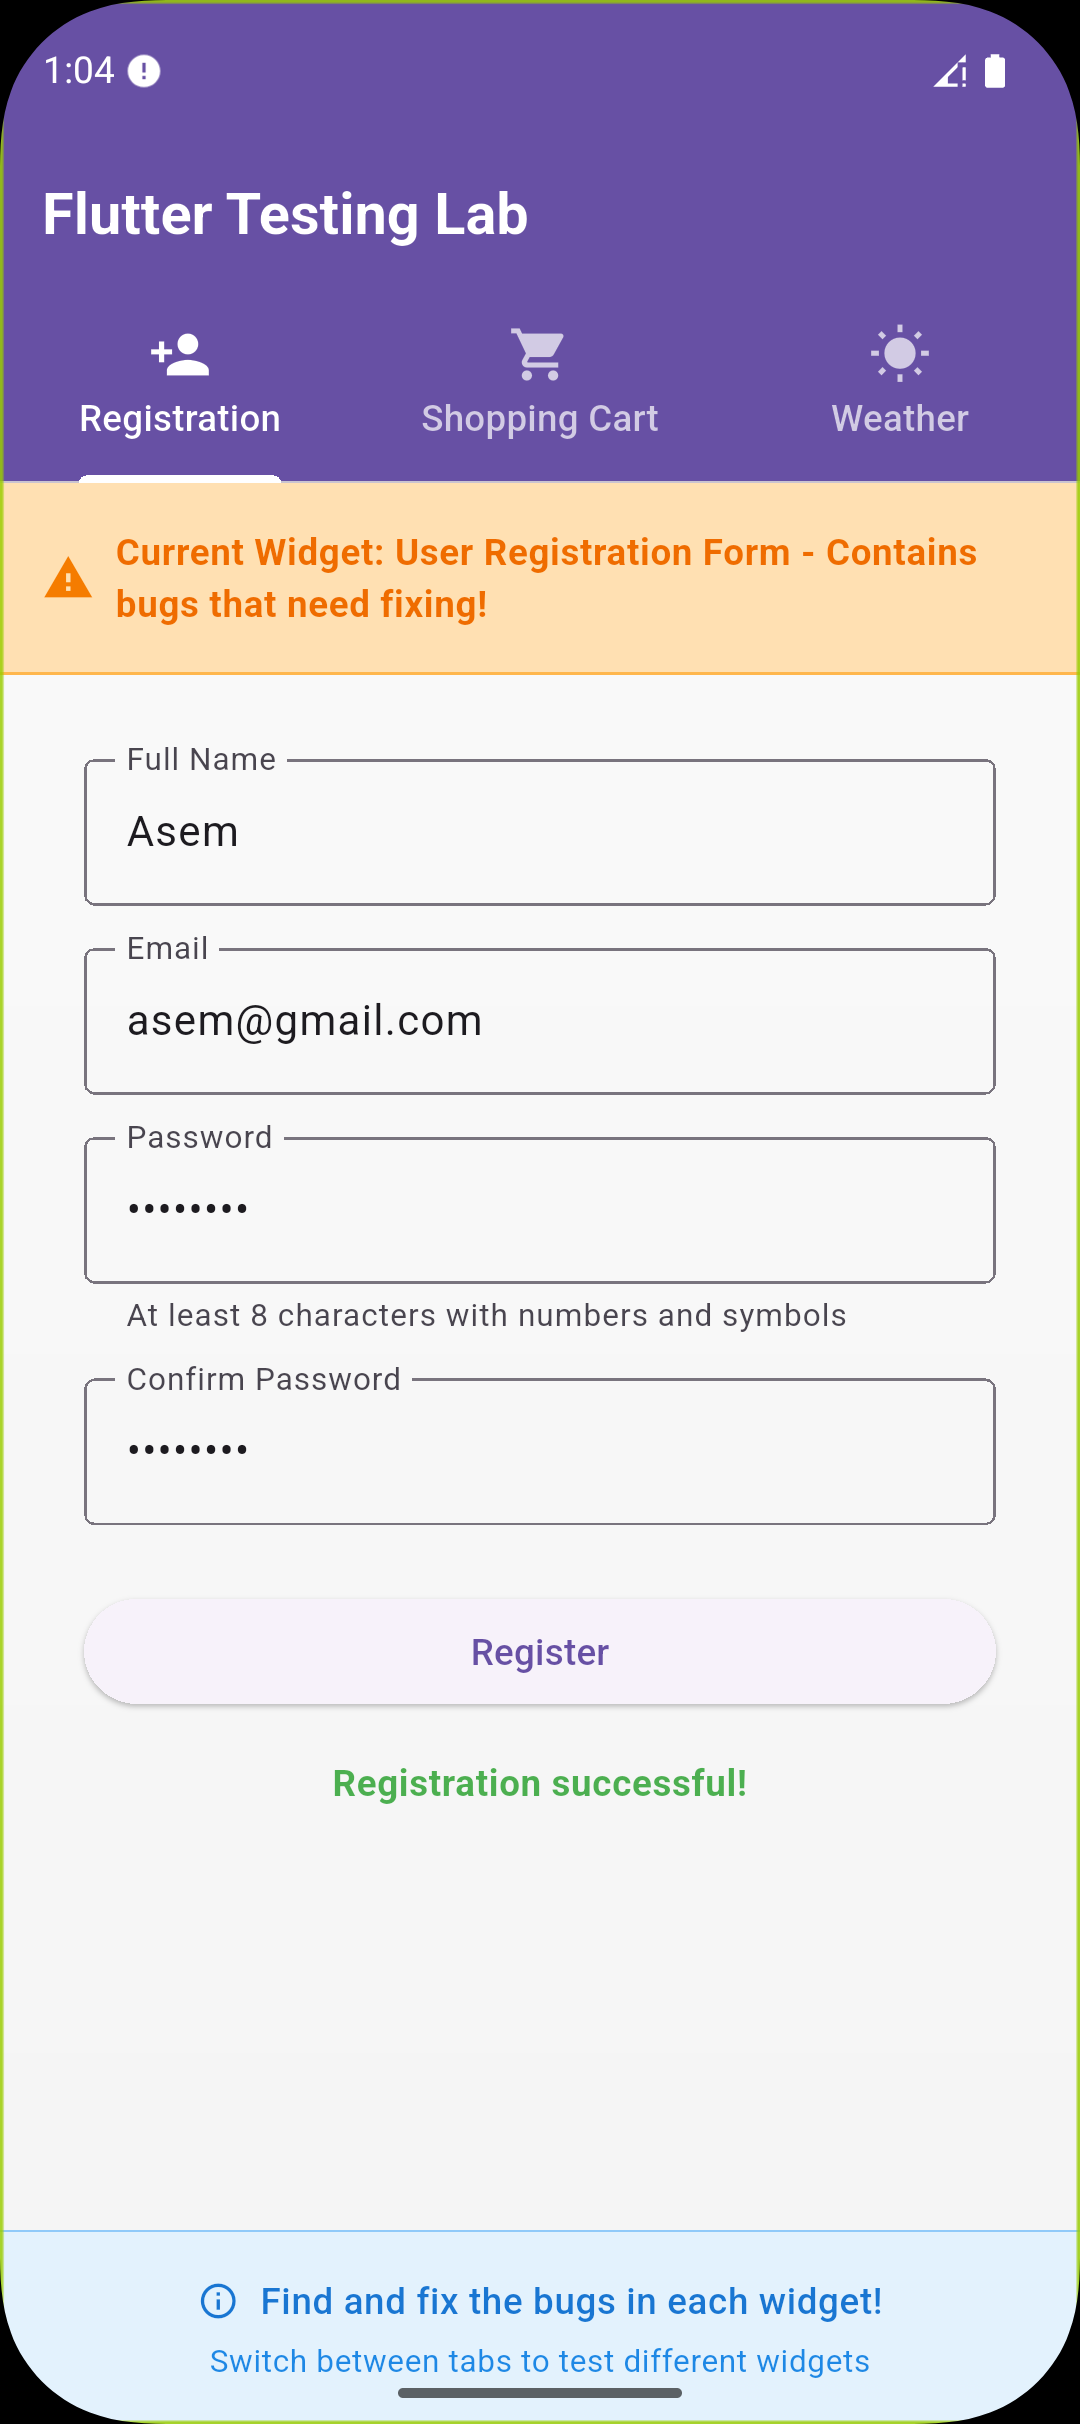 1:04
Flutter Testing Lab
Registration
Shopping Cart
Weather
Current Widget: User Registration Form - Contains
bugs that need fixing!
Full Name
Asem
Email
asem@gmail.com
Password
••••••••
At least 8 characters with numbers and symbols
Confirm Password
••••••••
Register
Registration successful!
Find and fix the bugs in each widget!
Switch between tabs to test different widgets